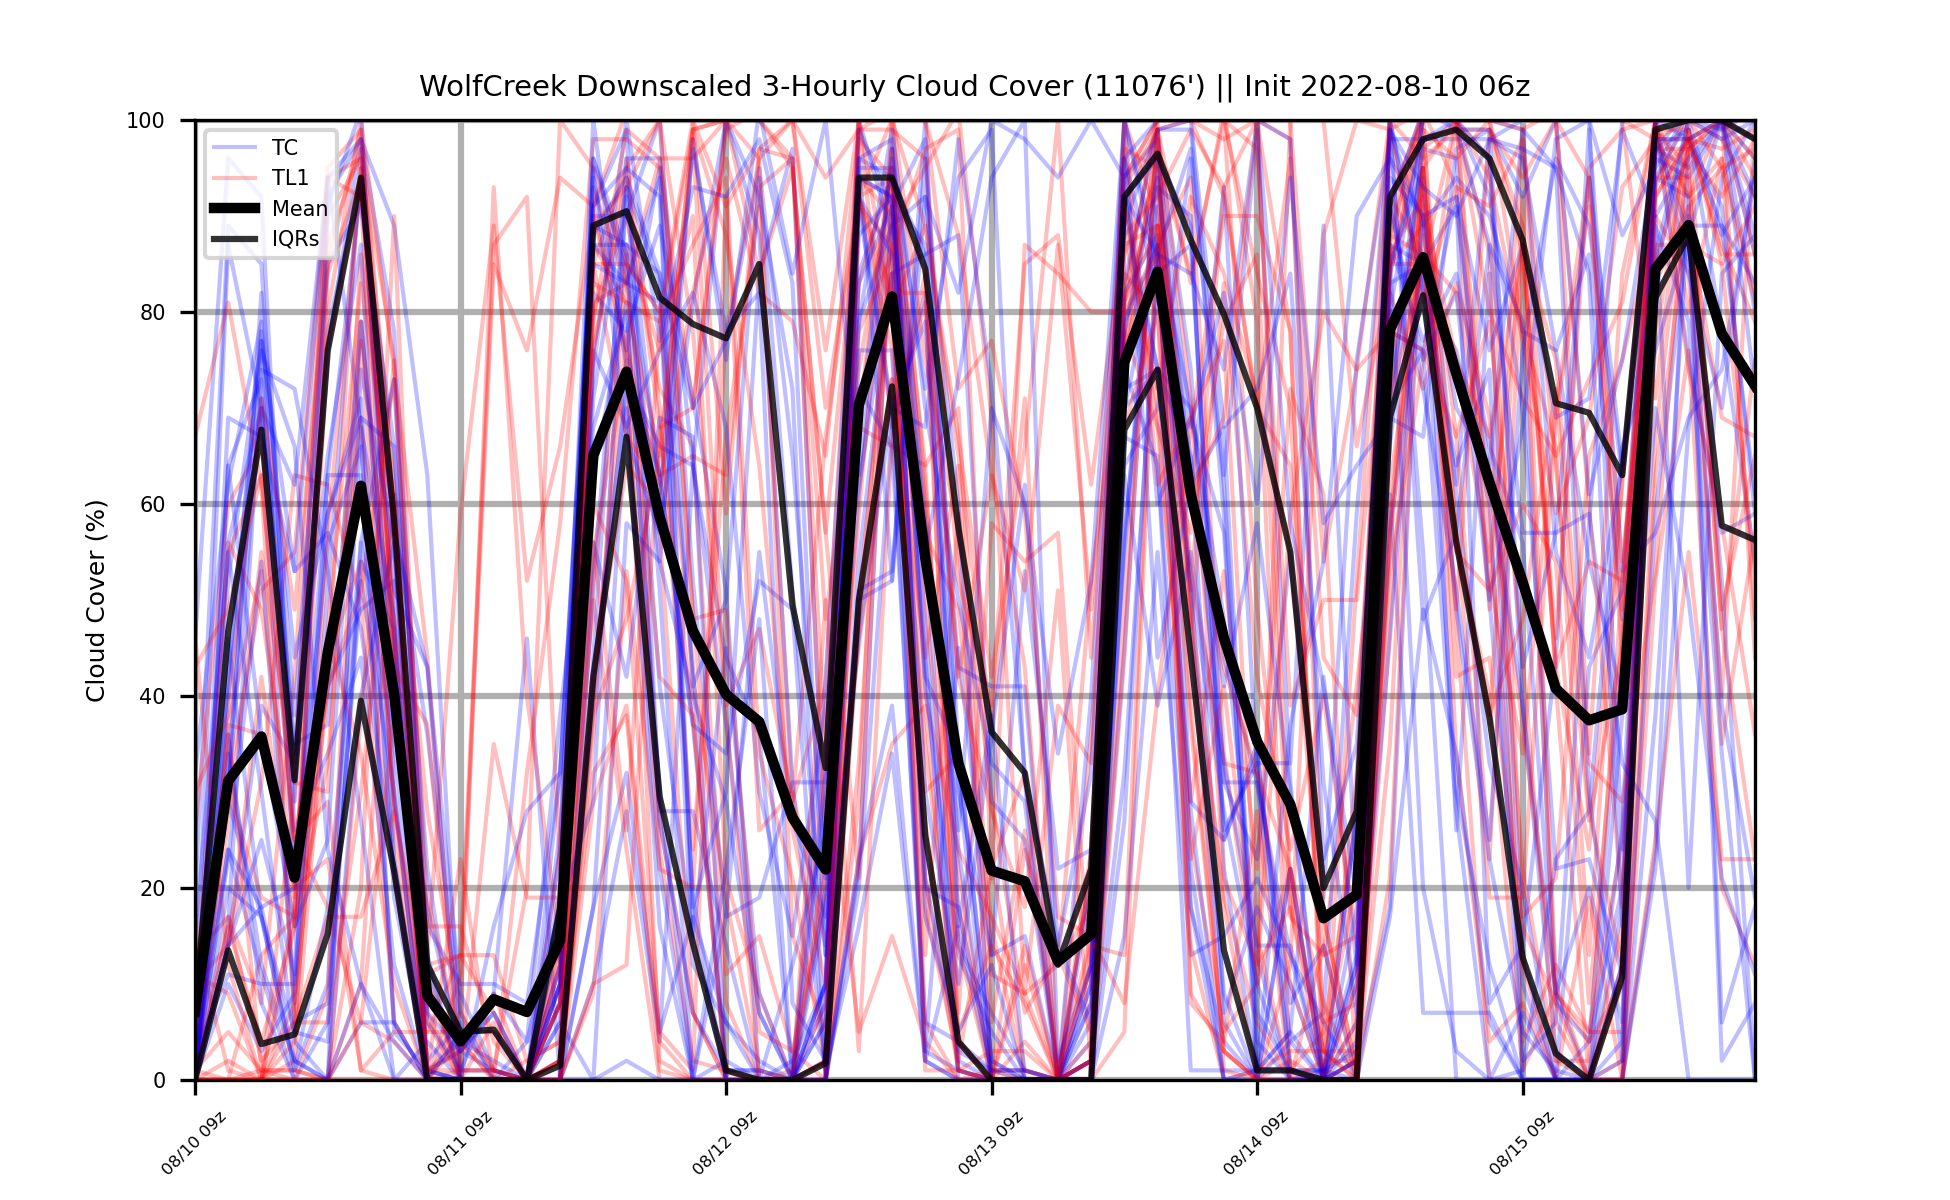 WolfCreek Downscaled 3-Hourly Cloud Cover (11076') || Init 2022-08-10 06z
Cloud Cover (%)
100
80
60
40
20
0
TC
TL1
Mean
IQRs
08/10 09z
08/11 09z
08/12 09z
08/13 09z
08/14 09z
08/15 09z